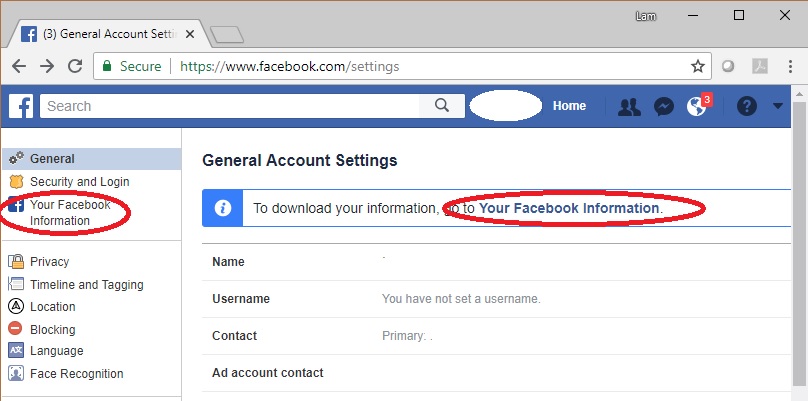 Lam
(3) General Account Setti
Secure https://www.facebook.com/settings
Search
Home
3
General
Security and Login
Your Facebook
Information
Privacy
Timeline and Tagging
Location
Blocking
Language
Face Recognition
General Account Settings
To download your information, go to Your Facebook Information.
Name
Username You have not set a username.
Contact Primary: .
Ad account contact